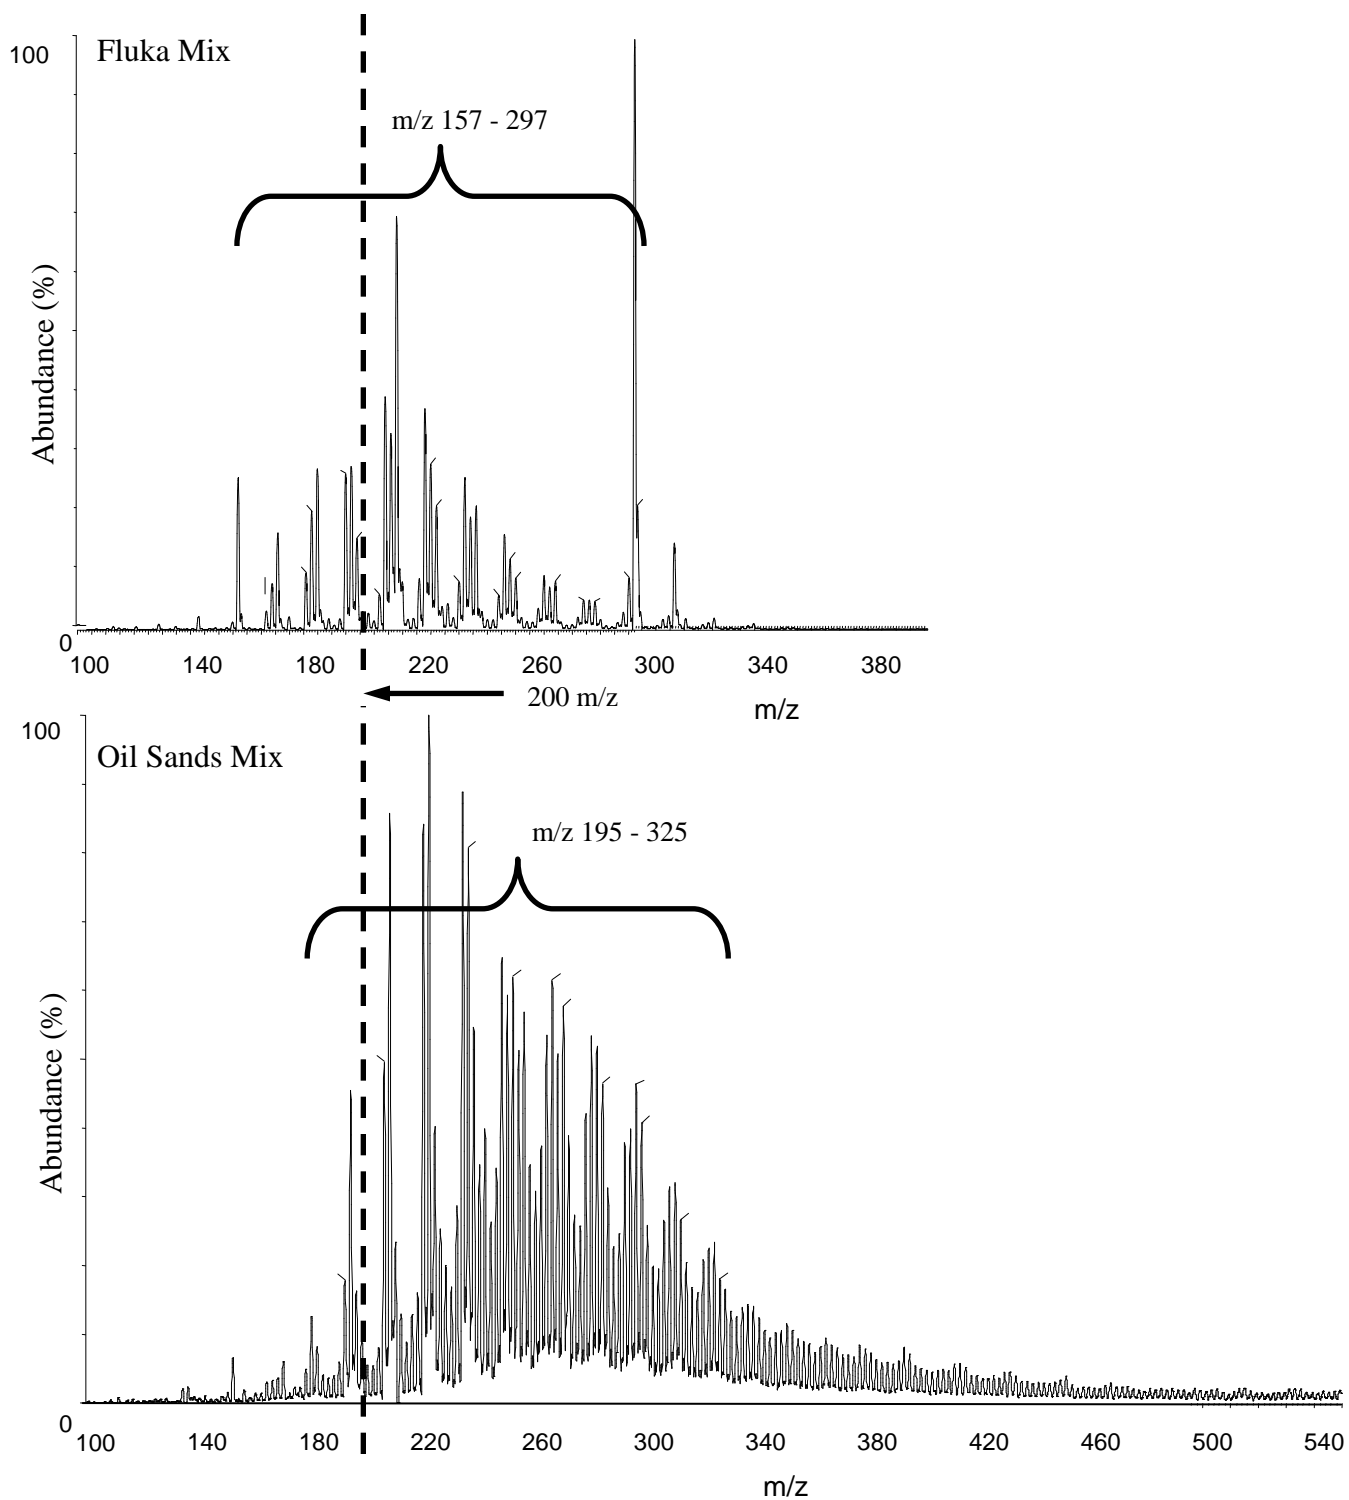 100
Fluka Mix
m/z 157 - 297
Abundance (%)
0
100 140 180 220 260 300 340 380
200 m/z
m/z
100
Oil Sands Mix
m/z 195 - 325
Abundance (%)
0
100 140 180 220 260 300 340 380 420 460 500 540
m/z